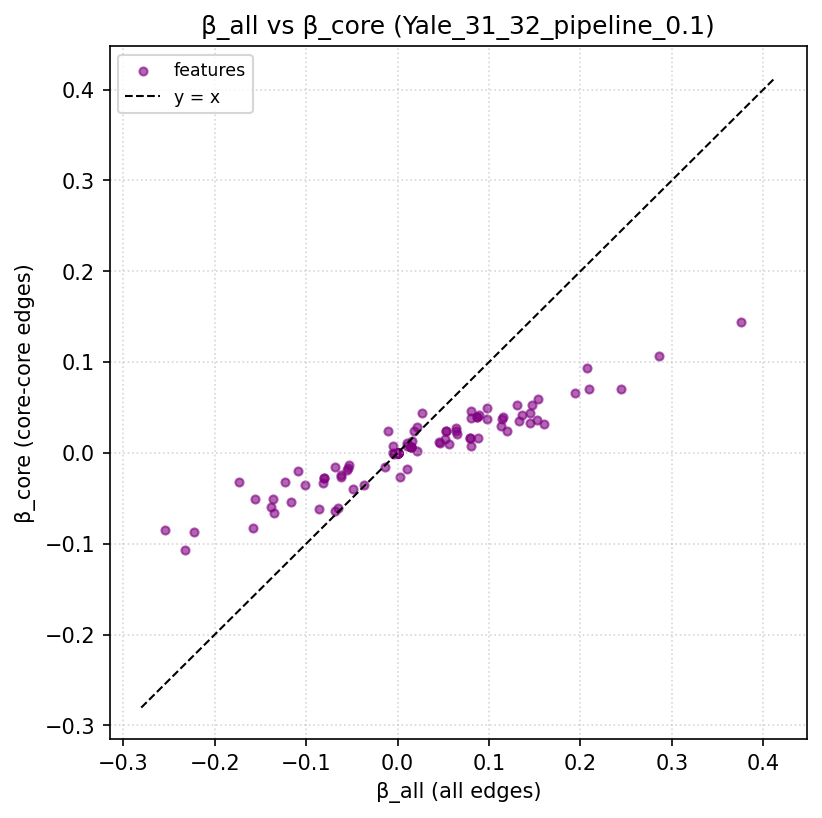 β_all vs β_core (Yale_31_32_pipeline_0.1)
features
y = x
0.4
0.3
0.2
0.1
0.0
−0.1
−0.2
−0.3
β_core (core-core edges)
−0.3 −0.2 −0.1 0.0 0.1 0.2 0.3 0.4
β_all (all edges)